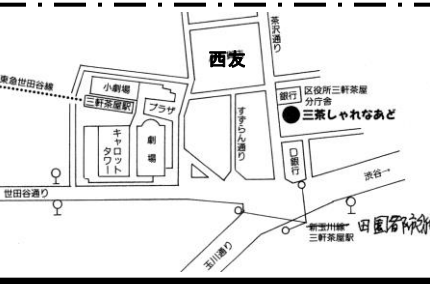 茶沢通り
西友
東急世田谷線
小劇場
三軒茶屋駅
プラザ
銀行
区役所三軒茶屋
分庁舎
三茶しゃれなあど
すずらん通り
キャロット
タワー
劇場
銀行
渋谷→
世田谷通り
新玉川線
三軒茶屋駅
玉川通り